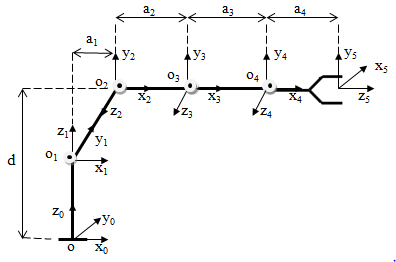 a₂ a₃ a₄
a₁
y₂ y₃ y₄ y₅
x₅
o₂ o₃ o₄
x₂ x₃ x₄ z₅
z₂ z₃ z₄
z₁ y₁
o₁
x₁
d
z₀ y₀
o x₀